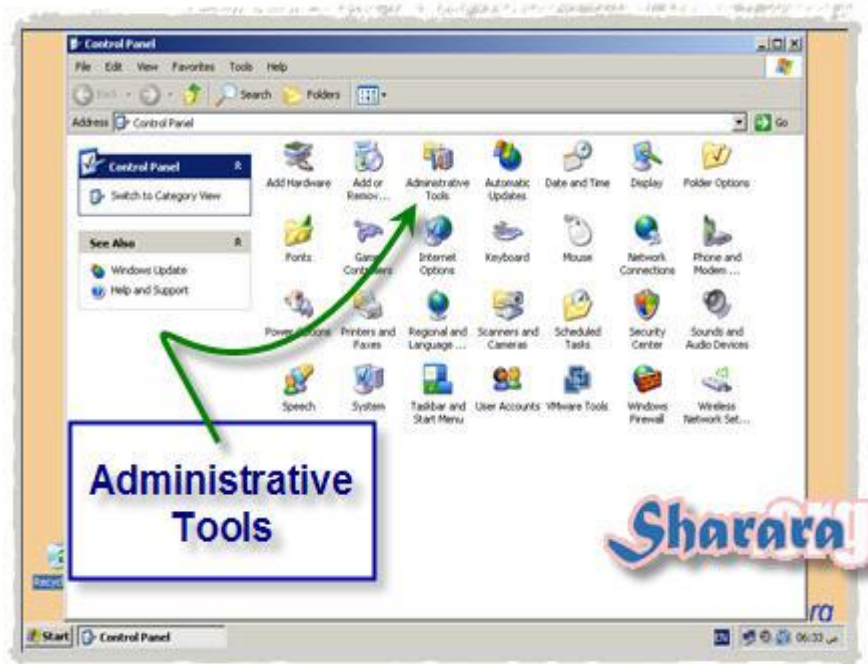 Control Panel
File Edit View Favorites Tools Help
Back Search Folders
Address Control Panel Go
Control Panel
Switch to Category View
See Also
Windows Update
Help and Support
Add Hardware
Add or
Remov...
Administrative
Tools
Automatic
Updates
Date and Time
Display
Folder Options
Fonts
Game
Controllers
Internet
Options
Keyboard
Mouse
Network
Connections
Phone and
Modem ...
Power Options
Printers and
Faxes
Regional and
Language ...
Scanners and
Cameras
Scheduled
Tasks
Security
Center
Sounds and
Audio Devices
Speech
System
Taskbar and
Start Menu
User Accounts
VMware Tools
Windows
Firewall
Wireless
Network Set...
Administrative
Tools
Sharara
org
Recyc
rg
Start Control Panel EN 06:33 م